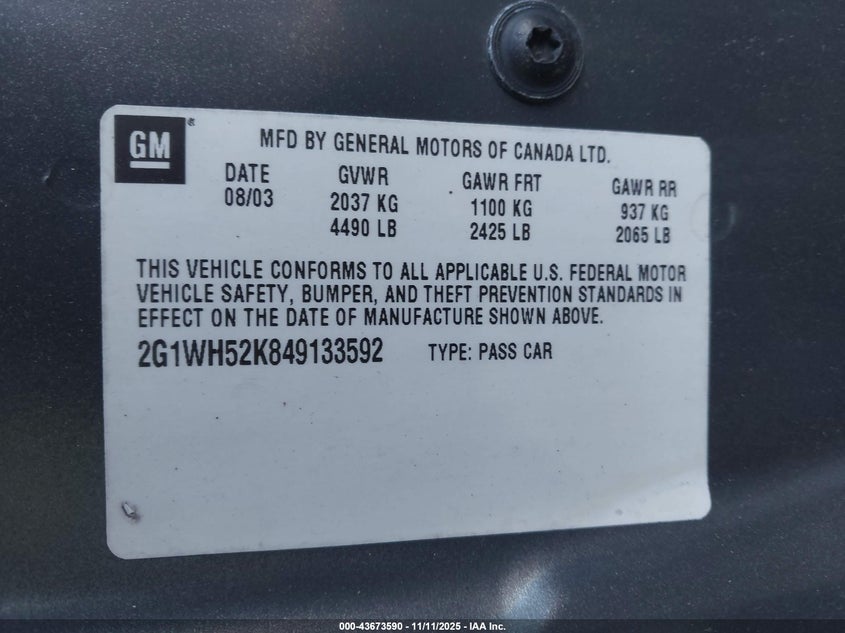 GM
MFD BY GENERAL MOTORS OF CANADA LTD.
DATE GVWR GAWR FRT GAWR RR
08/03 2037 KG 1100 KG 937 KG
4490 LB 2425 LB 2065 LB
THIS VEHICLE CONFORMS TO ALL APPLICABLE U.S. FEDERAL MOTOR
VEHICLE SAFETY, BUMPER, AND THEFT PREVENTION STANDARDS IN
EFFECT ON THE DATE OF MANUFACTURE SHOWN ABOVE.
2G1WH52K849133592 TYPE: PASS CAR
000-43673590 - 11/11/2025 - IAA Inc.